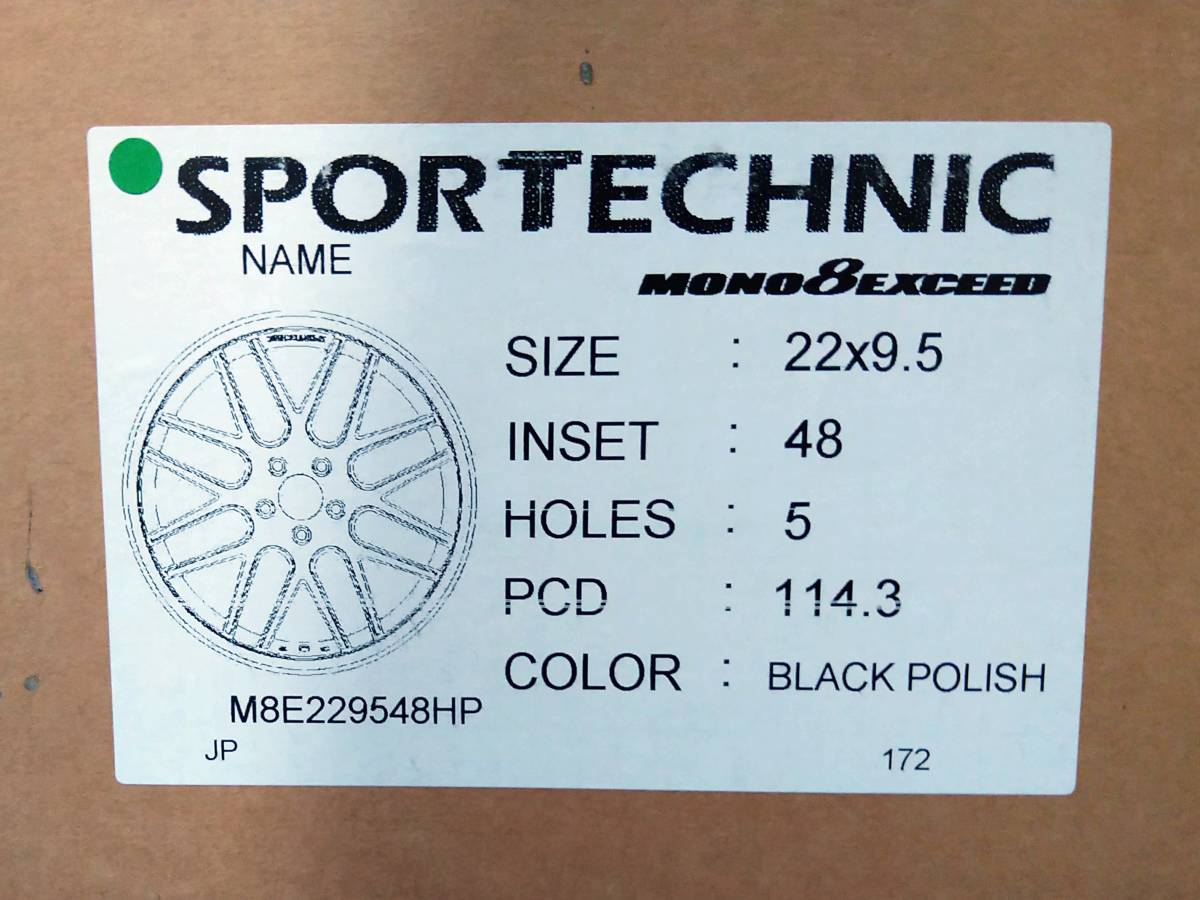 SPORTECHNIC
NAME
MONO8EXCEED
SIZE : 22x9.5
INSET : 48
HOLES : 5
PCD : 114.3
COLOR : BLACK POLISH
M8E229548HP
JP
172